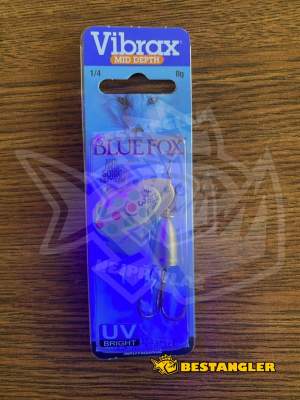 Vibrax
MID DEPTH
1/4
8g
BLUE FOX
UV
BRIGHT
BESTANGLER